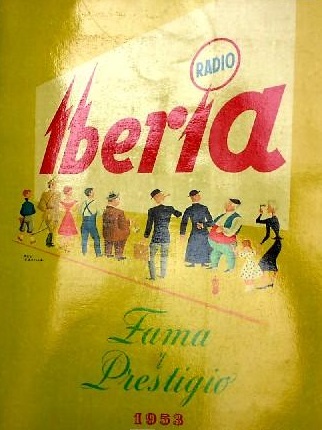 RADIO
Iberia
Fama
y
Prestigio
1953